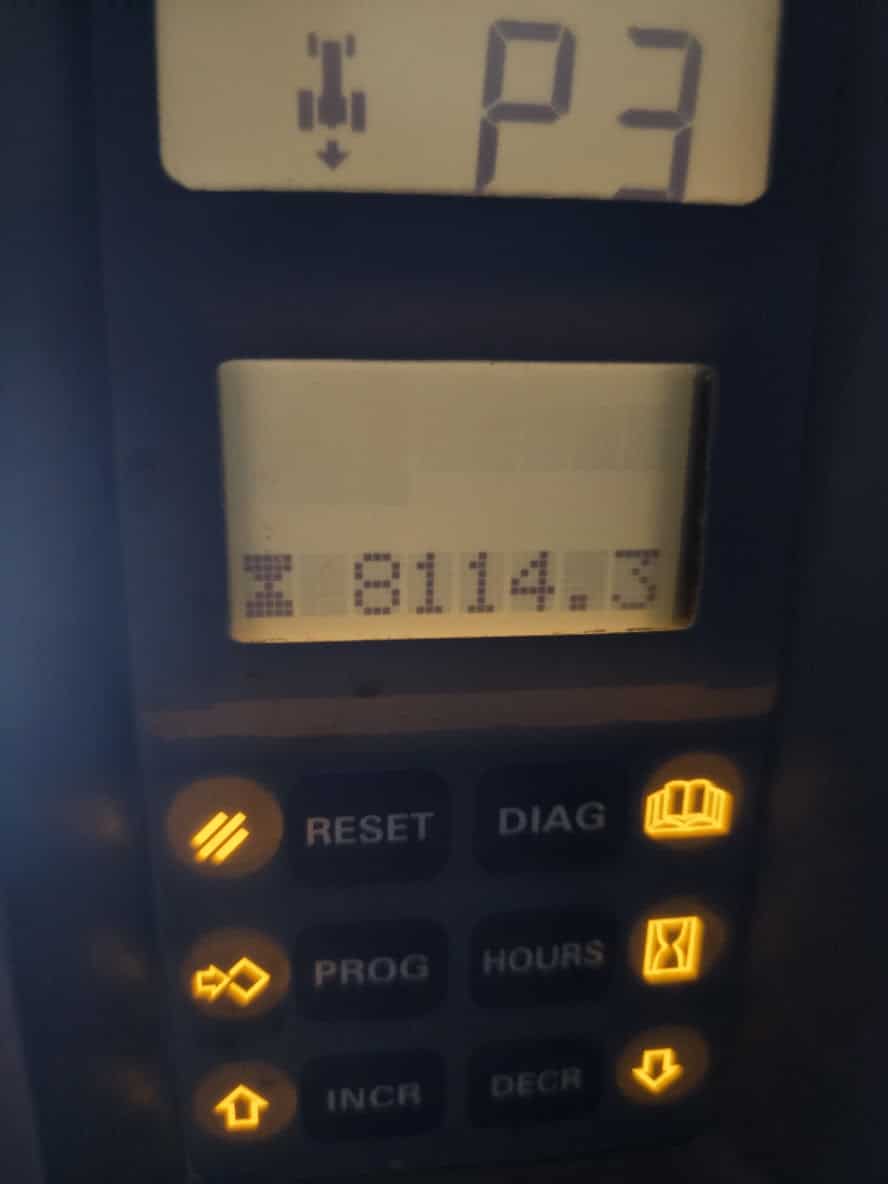 P3
8114.3
RESET DIAG
PROG HOURS
INCR DECR